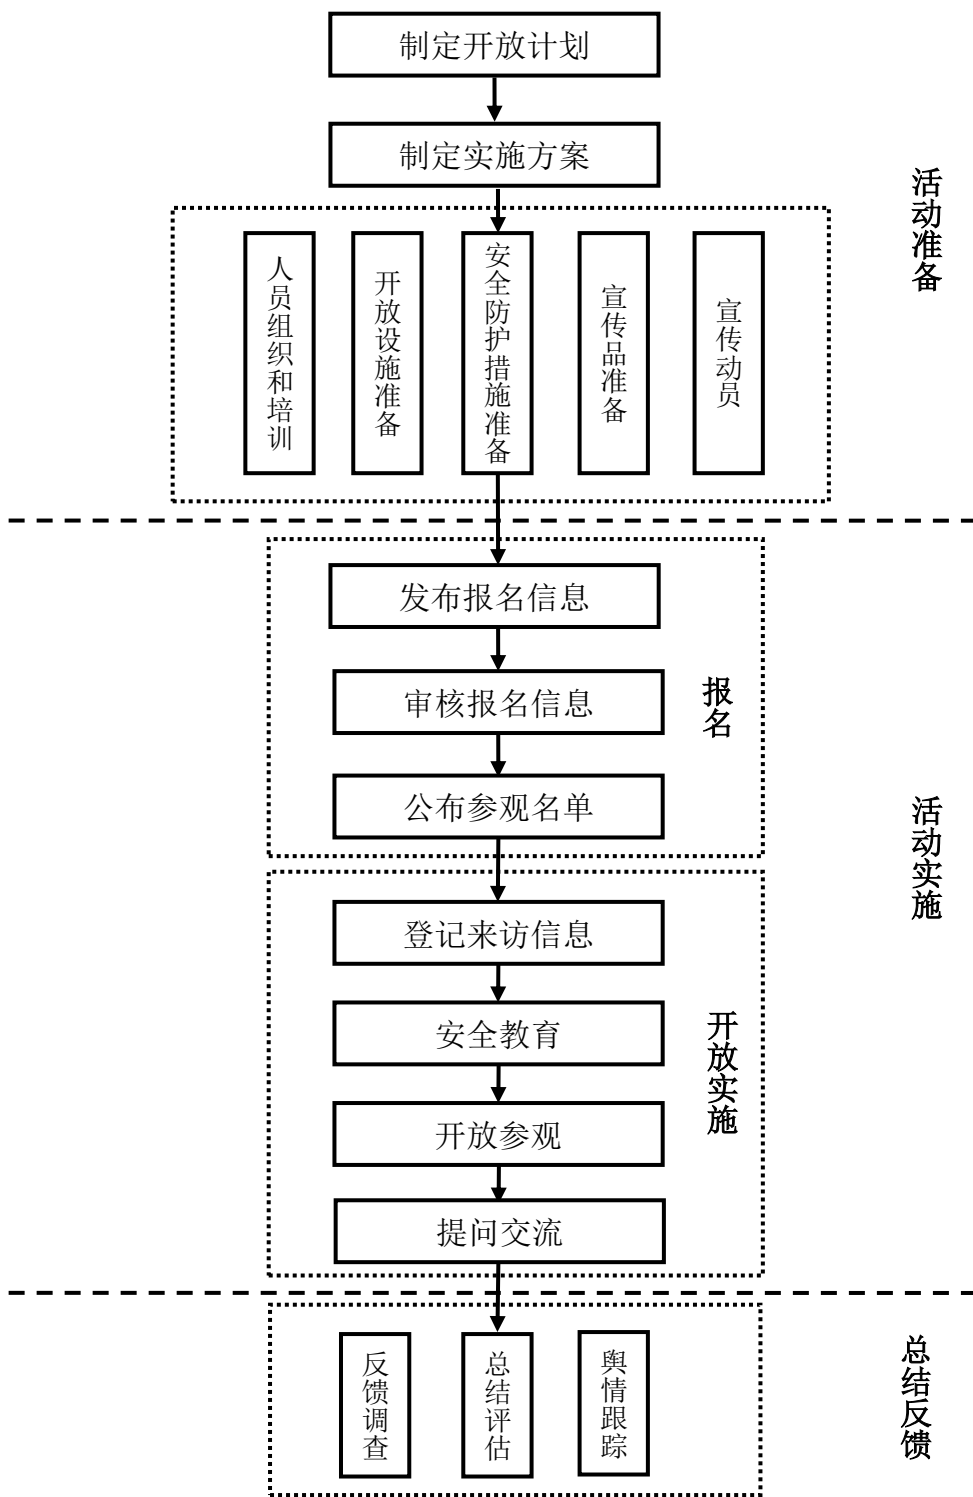 制定开放计划
制定实施方案
活动准备
人员组织和培训
开放设施准备
安全防护措施准备
宣传品准备
宣传动员
发布报名信息
审核报名信息
公布参观名单
报名
活动实施
登记来访信息
安全教育
开放参观
提问交流
开放实施
反馈调查
总结评估
舆情跟踪
总结反馈